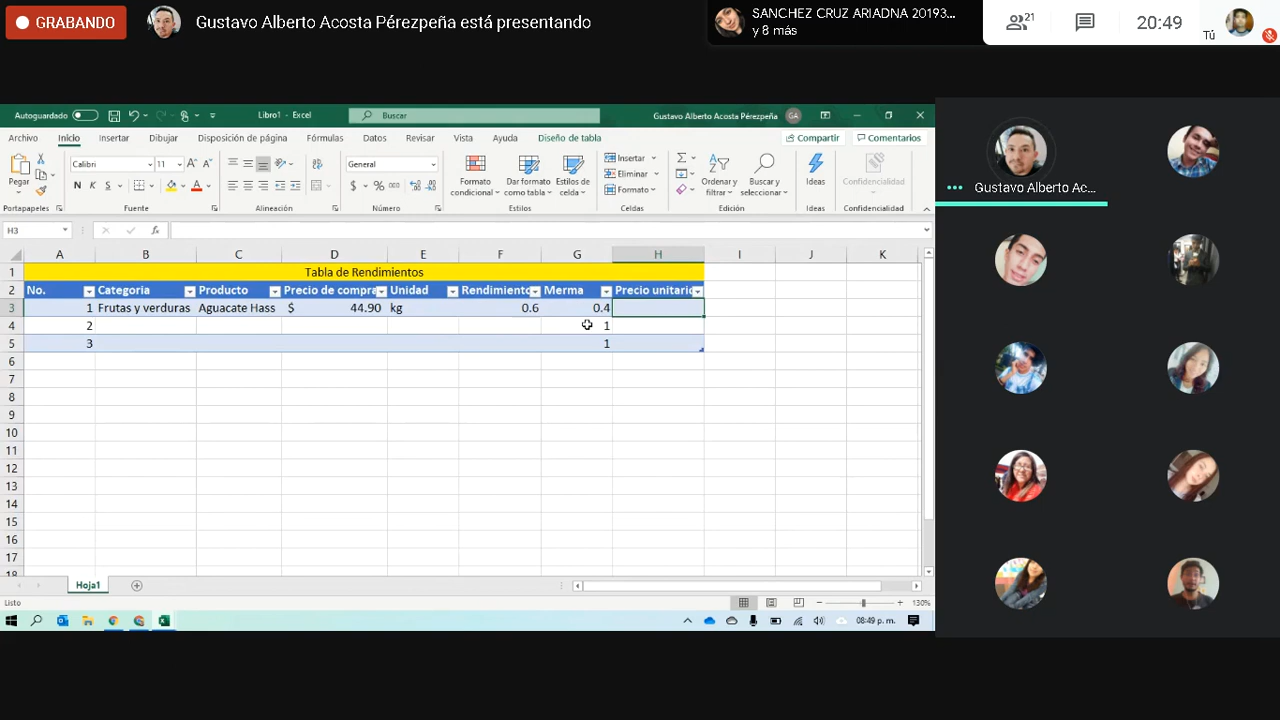 GRABANDO
Gustavo Alberto Acosta Pérezpeña está presentando
SANCHEZ CRUZ ARIADNA 20193...
y 8 más
21
20:49
Tú
Autoguardado
Libro1 - Excel
Buscar
Gustavo Alberto Acosta Pérezpeña
GA
Archivo Inicio Insertar Dibujar Disposición de página Fórmulas Datos Revisar Vista Ayuda Diseño de tabla
Compartir
Comentarios
Pegar
Calibri 11
N K S
General
$ % 000
Formato condicional
Dar formato como tabla
Estilos de celda
Insertar
Eliminar
Formato
Ordenar y filtrar
Buscar y seleccionar
Ideas
Confidencialidad
Portapapeles Fuente Alineación Número Estilos Celdas Edición Ideas Confidencialidad
H3
fx
A B C D E F G H I J K
1 Tabla de Rendimientos
2 No. Categoria Producto Precio de compra Unidad Rendimiento Merma Precio unitario
3 1 Frutas y verduras Aguacate Hass $ 44.90 kg 0.6 0.4
4 2 1
5 3 1
6
7
8
9
10
11
12
13
14
15
16
17
18
Hoja1
Listo
130%
08:49 p. m.
Gustavo Alberto Ac...